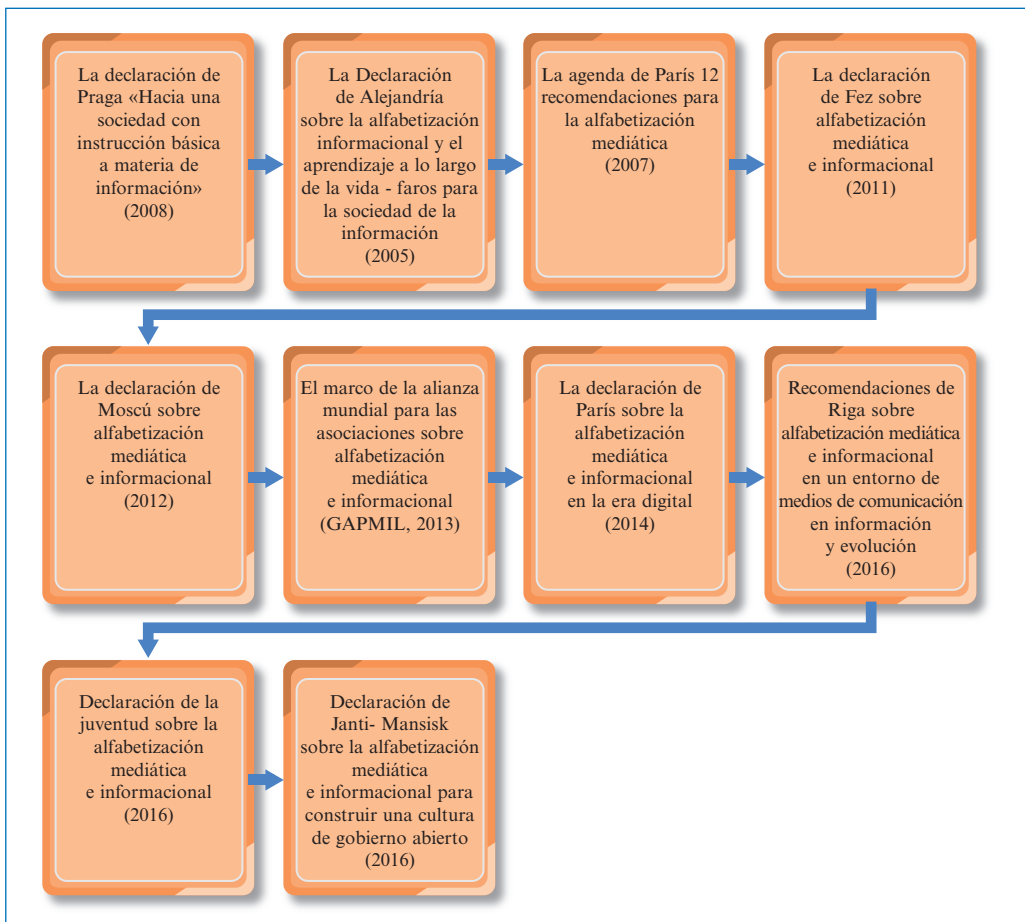 La declaración de
Praga «Hacia una
sociedad con
instrucción básica
a materia de
información»
(2008)
La Declaración
de Alejandría
sobre la alfabetización
informacional y el
aprendizaje a lo largo
de la vida - faros para
la sociedad de la
información
(2005)
La agenda de París 12
recomendaciones para
la alfabetización
mediática
(2007)
La declaración
de Fez sobre
alfabetización
mediática
e informacional
(2011)
La declaración de
Moscú sobre
alfabetización
mediática
e informacional
(2012)
El marco de la alianza
mundial para las
asociaciones sobre
alfabetización
mediática
e informacional
(GAPMIL, 2013)
La declaración de
París sobre la
alfabetización
mediática
e informacional
en la era digital
(2014)
Recomendaciones de
Riga sobre
alfabetización mediática
e informacional
en un entorno de
medios de comunicación
en información
y evolución
(2016)
Declaración de la
juventud sobre la
alfabetización
mediática
e informacional
(2016)
Declaración de
Janti- Mansisk
sobre la alfabetización
mediática
e informacional para
construir una cultura
de gobierno abierto
(2016)